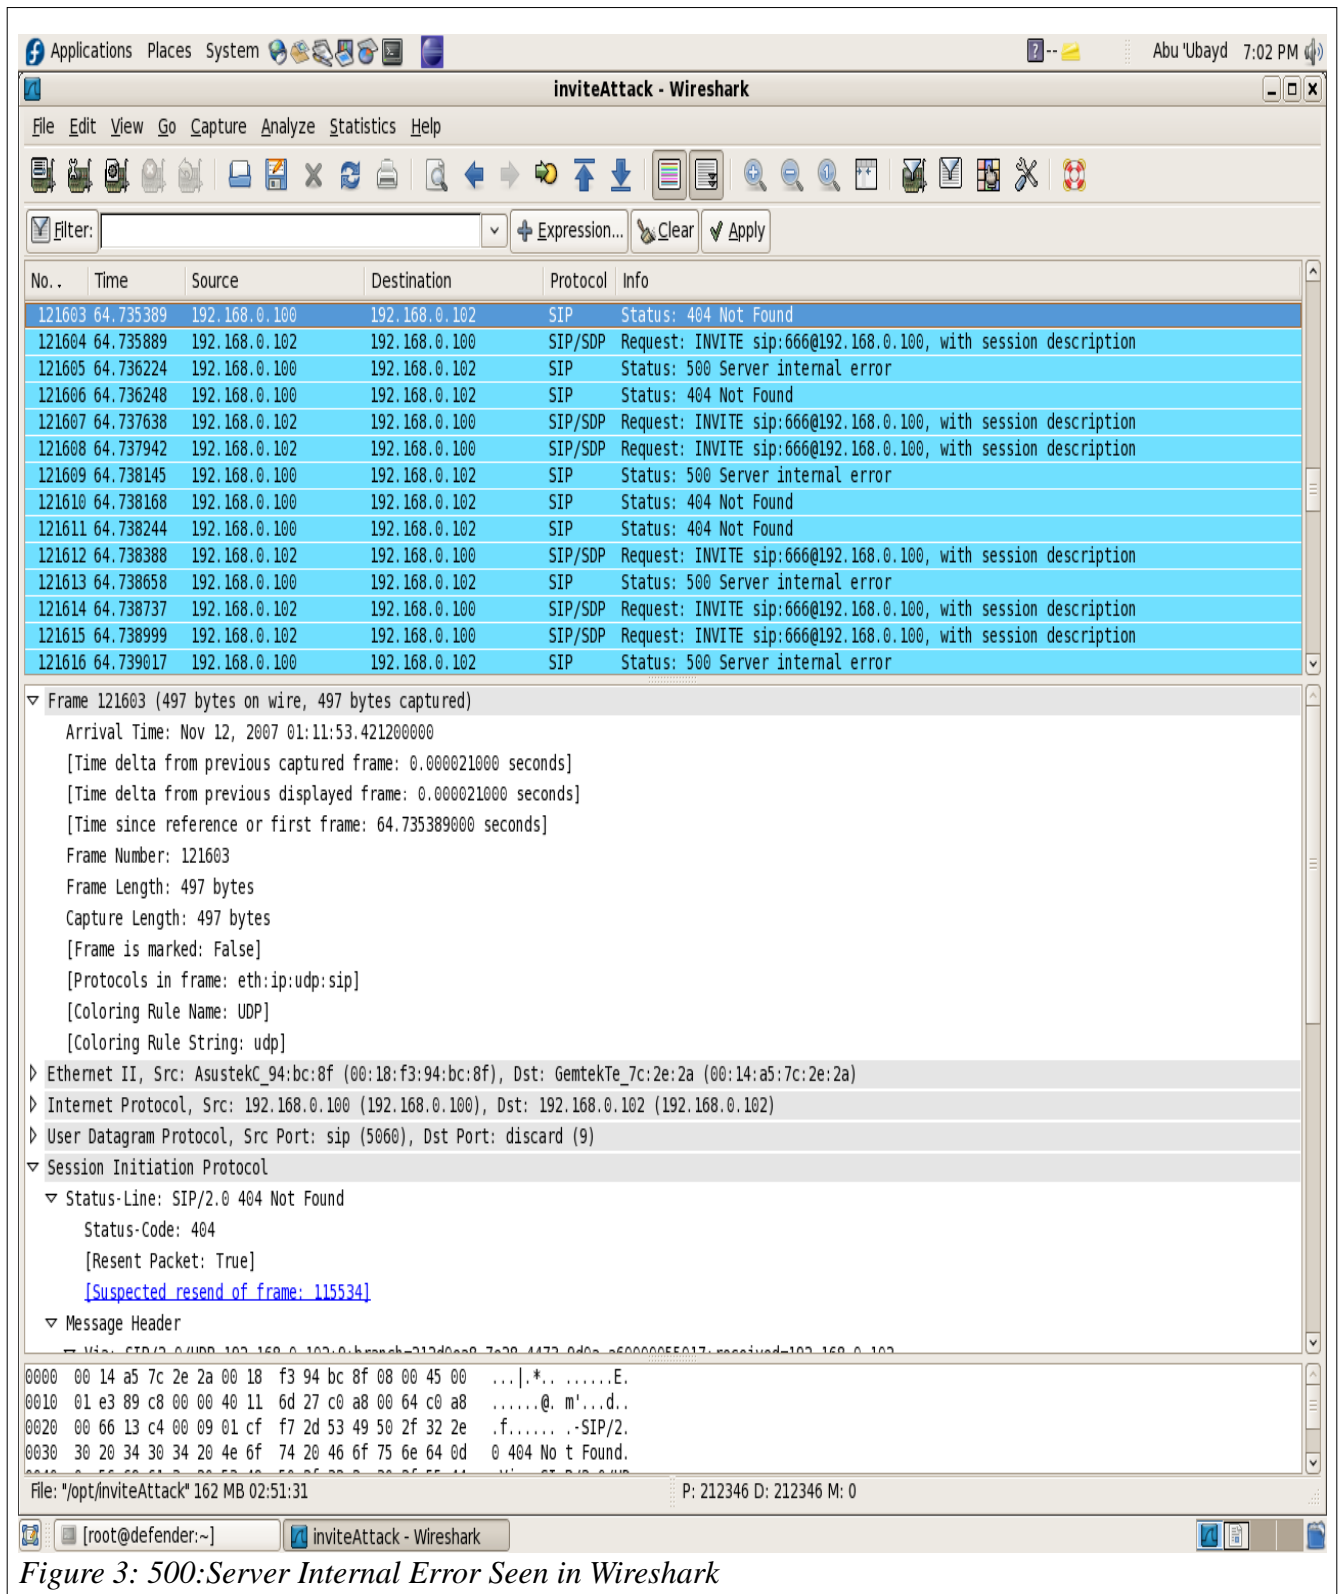 Applications Places System ? -- Abu 'Ubayd 7:02 PM
inviteAttack - Wireshark
File Edit View Go Capture Analyze Statistics Help
Filter: Expression... Clear Apply
No. . Time Source Destination Protocol Info
121603 64.735389 192.168.0.100 192.168.0.102 SIP Status: 404 Not Found
121604 64.735889 192.168.0.102 192.168.0.100 SIP/SDP Request: INVITE sip:666@192.168.0.100, with session description
121605 64.736224 192.168.0.100 192.168.0.102 SIP Status: 500 Server internal error
121606 64.736248 192.168.0.100 192.168.0.102 SIP Status: 404 Not Found
121607 64.737638 192.168.0.102 192.168.0.100 SIP/SDP Request: INVITE sip:666@192.168.0.100, with session description
121608 64.737942 192.168.0.102 192.168.0.100 SIP/SDP Request: INVITE sip:666@192.168.0.100, with session description
121609 64.738145 192.168.0.100 192.168.0.102 SIP Status: 500 Server internal error
121610 64.738168 192.168.0.100 192.168.0.102 SIP Status: 404 Not Found
121611 64.738244 192.168.0.100 192.168.0.102 SIP Status: 404 Not Found
121612 64.738388 192.168.0.102 192.168.0.100 SIP/SDP Request: INVITE sip:666@192.168.0.100, with session description
121613 64.738658 192.168.0.100 192.168.0.102 SIP Status: 500 Server internal error
121614 64.738737 192.168.0.102 192.168.0.100 SIP/SDP Request: INVITE sip:666@192.168.0.100, with session description
121615 64.738999 192.168.0.102 192.168.0.100 SIP/SDP Request: INVITE sip:666@192.168.0.100, with session description
121616 64.739017 192.168.0.100 192.168.0.102 SIP Status: 500 Server internal error
Frame 121603 (497 bytes on wire, 497 bytes captured)
Arrival Time: Nov 12, 2007 01:11:53.421200000
[Time delta from previous captured frame: 0.000021000 seconds]
[Time delta from previous displayed frame: 0.000021000 seconds]
[Time since reference or first frame: 64.735389000 seconds]
Frame Number: 121603
Frame Length: 497 bytes
Capture Length: 497 bytes
[Frame is marked: False]
[Protocols in frame: eth:ip:udp:sip]
[Coloring Rule Name: UDP]
[Coloring Rule String: udp]
Ethernet II, Src: AsustekC_94:bc:8f (00:18:f3:94:bc:8f), Dst: GemtekTe_7c:2e:2a (00:14:a5:7c:2e:2a)
Internet Protocol, Src: 192.168.0.100 (192.168.0.100), Dst: 192.168.0.102 (192.168.0.102)
User Datagram Protocol, Src Port: sip (5060), Dst Port: discard (9)
Session Initiation Protocol
Status-Line: SIP/2.0 404 Not Found
Status-Code: 404
[Resent Packet: True]
[Suspected resend of frame: 115534]
Message Header
0000 00 14 a5 7c 2e 2a 00 18 f3 94 bc 8f 08 00 45 00 ...|.*.. ......E.
0010 01 e3 89 c8 00 00 40 11 6d 27 c0 a8 00 64 c0 a8 ......@. m'...d..
0020 00 66 13 c4 00 09 01 cf f7 2d 53 49 50 2f 32 2e .f...... .-SIP/2.
0030 30 20 34 30 34 20 4e 6f 74 20 46 6f 75 6e 64 0d 0 404 No t Found.
File: "/opt/inviteAttack" 162 MB 02:51:31 P: 212346 D: 212346 M: 0
[root@defender:~] inviteAttack - Wireshark
Figure 3: 500:Server Internal Error Seen in Wireshark